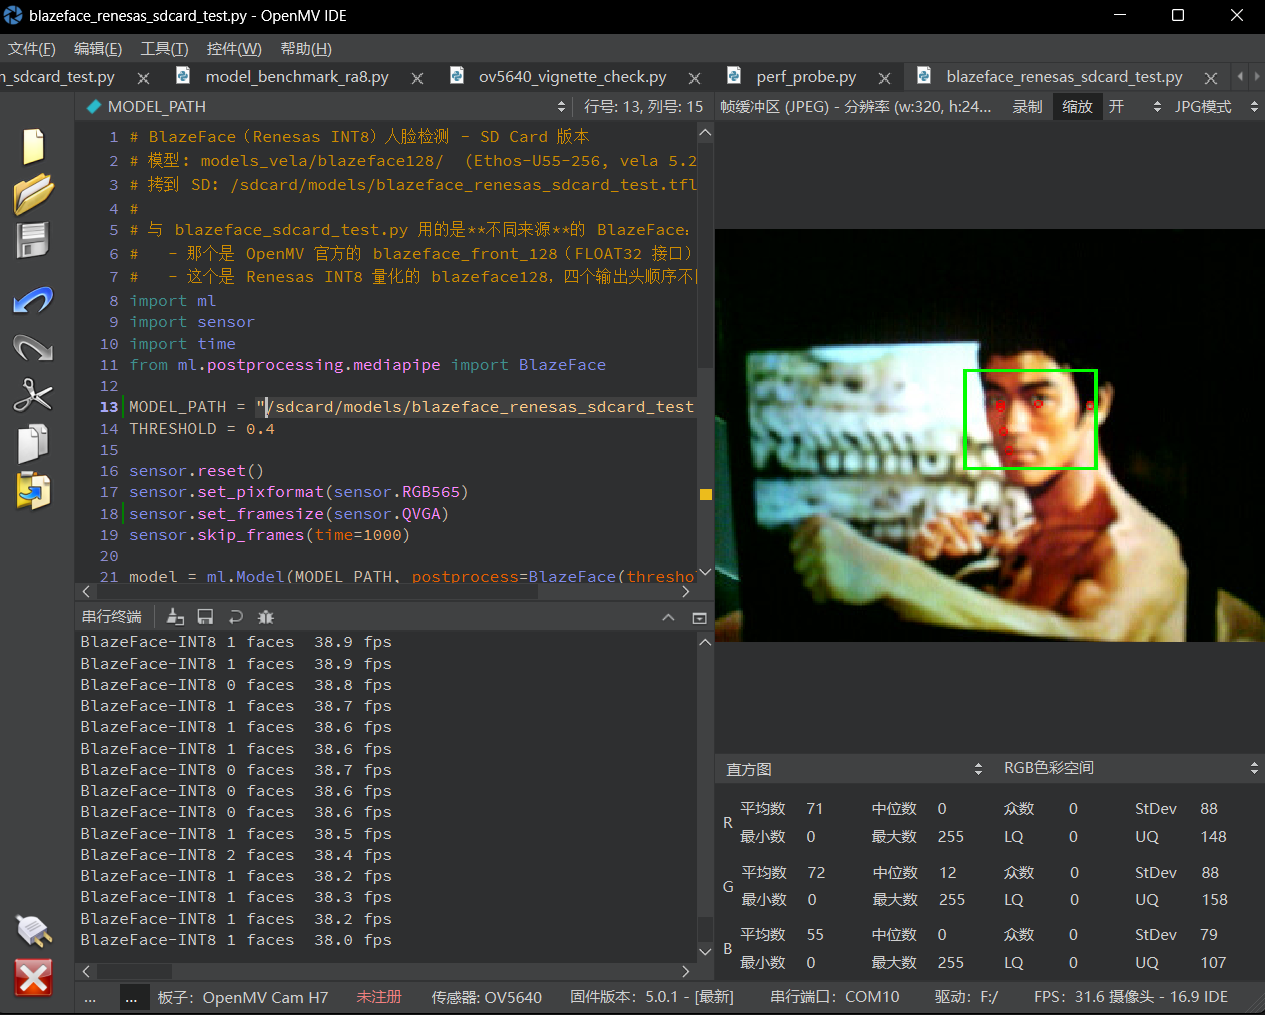 blazeface_renesas_sdcard_test.py - OpenMV IDE
文件(F) 编辑(E) 工具(T) 控件(W) 帮助(H)
n_sdcard_test.py model_benchmark_ra8.py ov5640_vignette_check.py perf_probe.py blazeface_renesas_sdcard_test.py
MODEL_PATH 行号: 13, 列号: 15 帧缓冲区 (JPEG) - 分辨率 (w:320, h:24... 录制 缩放 开 JPG模式
1 # BlazeFace（Renesas INT8）人脸检测 - SD Card 版本
2 # 模型: models_vela/blazeface128/ （Ethos-U55-256, vela 5.2
3 # 拷到 SD: /sdcard/models/blazeface_renesas_sdcard_test.tfl
4 #
5 # 与 blazeface_sdcard_test.py 用的是**不同来源**的 BlazeFace:
6 # - 那个是 OpenMV 官方的 blazeface_front_128（FLOAT32 接口）
7 # - 这个是 Renesas INT8 量化的 blazeface128，四个输出头顺序不
8 import ml
9 import sensor
10 import time
11 from ml.postprocessing.mediapipe import BlazeFace
12
13 MODEL_PATH = "/sdcard/models/blazeface_renesas_sdcard_test
14 THRESHOLD = 0.4
15
16 sensor.reset()
17 sensor.set_pixformat(sensor.RGB565)
18 sensor.set_framesize(sensor.QVGA)
19 sensor.skip_frames(time=1000)
20
21 model = ml.Model(MODEL_PATH, postprocess=BlazeFace(thresho
串行终端
BlazeFace-INT8 1 faces 38.9 fps
BlazeFace-INT8 1 faces 38.9 fps
BlazeFace-INT8 0 faces 38.8 fps
BlazeFace-INT8 1 faces 38.7 fps
BlazeFace-INT8 1 faces 38.6 fps
BlazeFace-INT8 1 faces 38.6 fps
BlazeFace-INT8 0 faces 38.7 fps
BlazeFace-INT8 0 faces 38.6 fps
BlazeFace-INT8 0 faces 38.6 fps
BlazeFace-INT8 1 faces 38.5 fps
BlazeFace-INT8 2 faces 38.4 fps
BlazeFace-INT8 1 faces 38.2 fps
BlazeFace-INT8 1 faces 38.3 fps
BlazeFace-INT8 1 faces 38.2 fps
BlazeFace-INT8 1 faces 38.0 fps
直方图 RGB色彩空间
R 平均数 71 中位数 0 众数 0 StDev 88
最小数 0 最大数 255 LQ 0 UQ 148
G 平均数 72 中位数 12 众数 0 StDev 88
最小数 0 最大数 255 LQ 0 UQ 158
B 平均数 55 中位数 0 众数 0 StDev 79
最小数 0 最大数 255 LQ 0 UQ 107
... ... 板子: OpenMV Cam H7 未注册 传感器: OV5640 固件版本: 5.0.1 - [最新] 串行端口: COM10 驱动: F:/ FPS: 31.6 摄像头 - 16.9 IDE